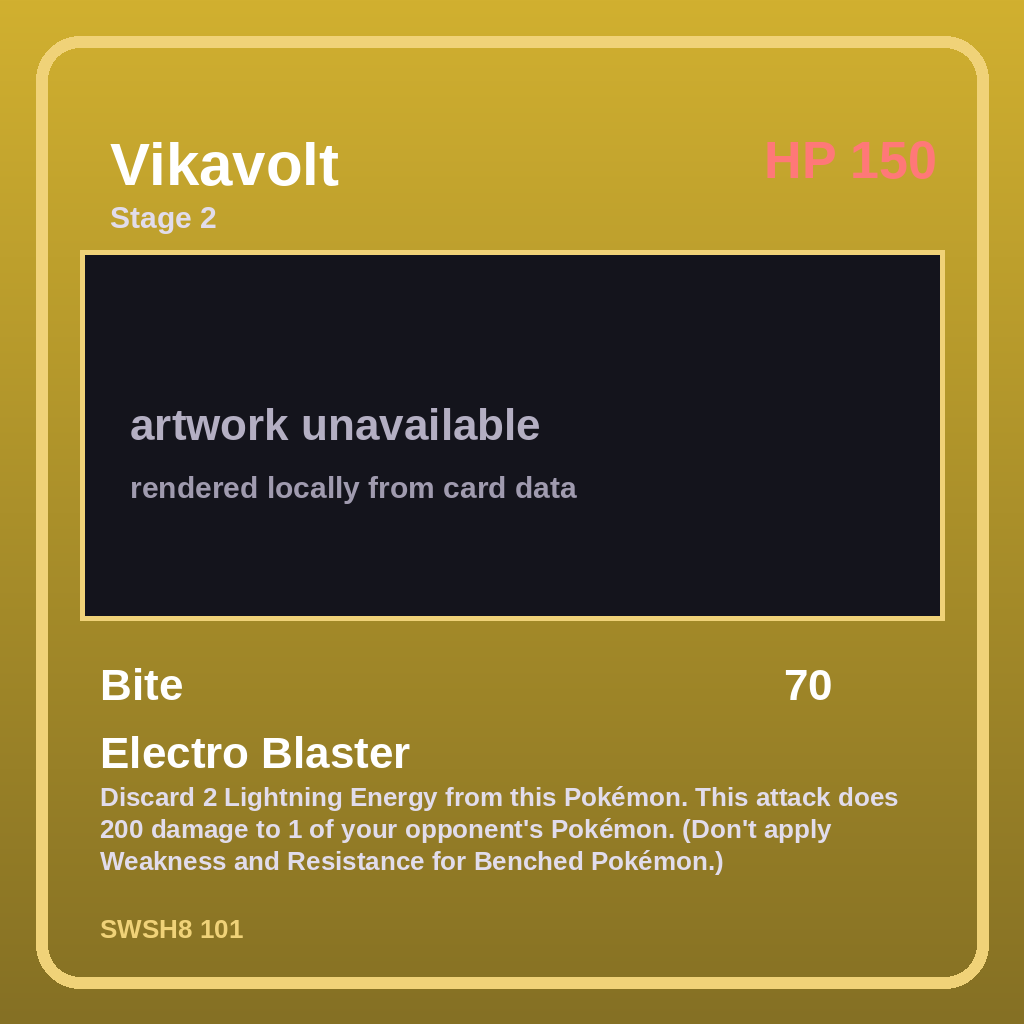 Vikavolt
HP 150
Stage 2
artwork unavailable
rendered locally from card data
Bite 70
Electro Blaster
Discard 2 Lightning Energy from this Pokémon. This attack does
200 damage to 1 of your opponent's Pokémon. (Don't apply
Weakness and Resistance for Benched Pokémon.)
SWSH8 101